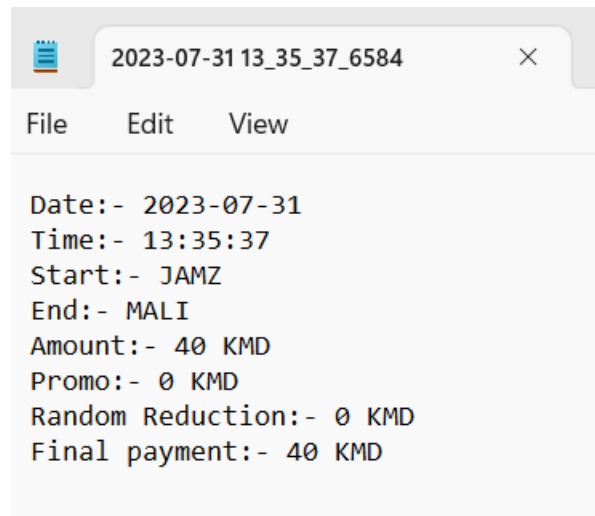 2023-07-31 13_35_37_6584
File Edit View
Date:- 2023-07-31
Time:- 13:35:37
Start:- JAMZ
End:- MALI
Amount:- 40 KMD
Promo:- 0 KMD
Random Reduction:- 0 KMD
Final payment:- 40 KMD